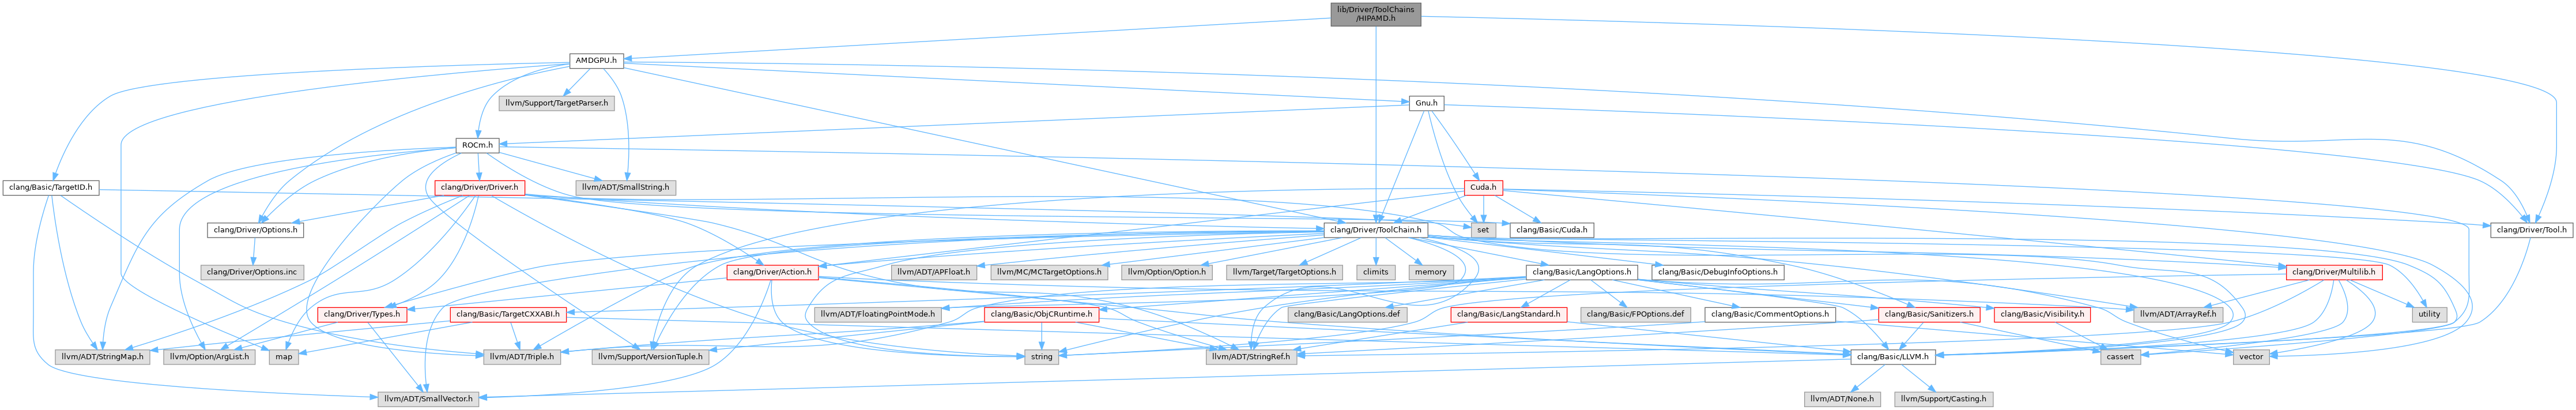 lib/Driver/ToolChains
/HIPAMD.h
AMDGPU.h
llvm/Support/TargetParser.h
Gnu.h
ROCm.h
clang/Basic/TargetID.h
clang/Driver/Driver.h
llvm/ADT/SmallString.h
Cuda.h
clang/Driver/Options.h
clang/Driver/ToolChain.h
set
clang/Basic/Cuda.h
clang/Driver/Tool.h
clang/Driver/Options.inc
clang/Driver/Action.h
llvm/ADT/APFloat.h
llvm/MC/MCTargetOptions.h
llvm/Option/Option.h
llvm/Target/TargetOptions.h
climits
memory
clang/Basic/LangOptions.h
clang/Basic/DebugInfoOptions.h
clang/Driver/Multilib.h
clang/Driver/Types.h
clang/Basic/TargetCXXABI.h
llvm/ADT/FloatingPointMode.h
clang/Basic/ObjCRuntime.h
clang/Basic/LangOptions.def
clang/Basic/LangStandard.h
clang/Basic/FPOptions.def
clang/Basic/CommentOptions.h
clang/Basic/Sanitizers.h
clang/Basic/Visibility.h
llvm/ADT/ArrayRef.h
utility
llvm/ADT/StringMap.h
llvm/Option/ArgList.h
map
llvm/ADT/Triple.h
llvm/Support/VersionTuple.h
string
llvm/ADT/StringRef.h
clang/Basic/LLVM.h
cassert
vector
llvm/ADT/SmallVector.h
llvm/ADT/None.h
llvm/Support/Casting.h